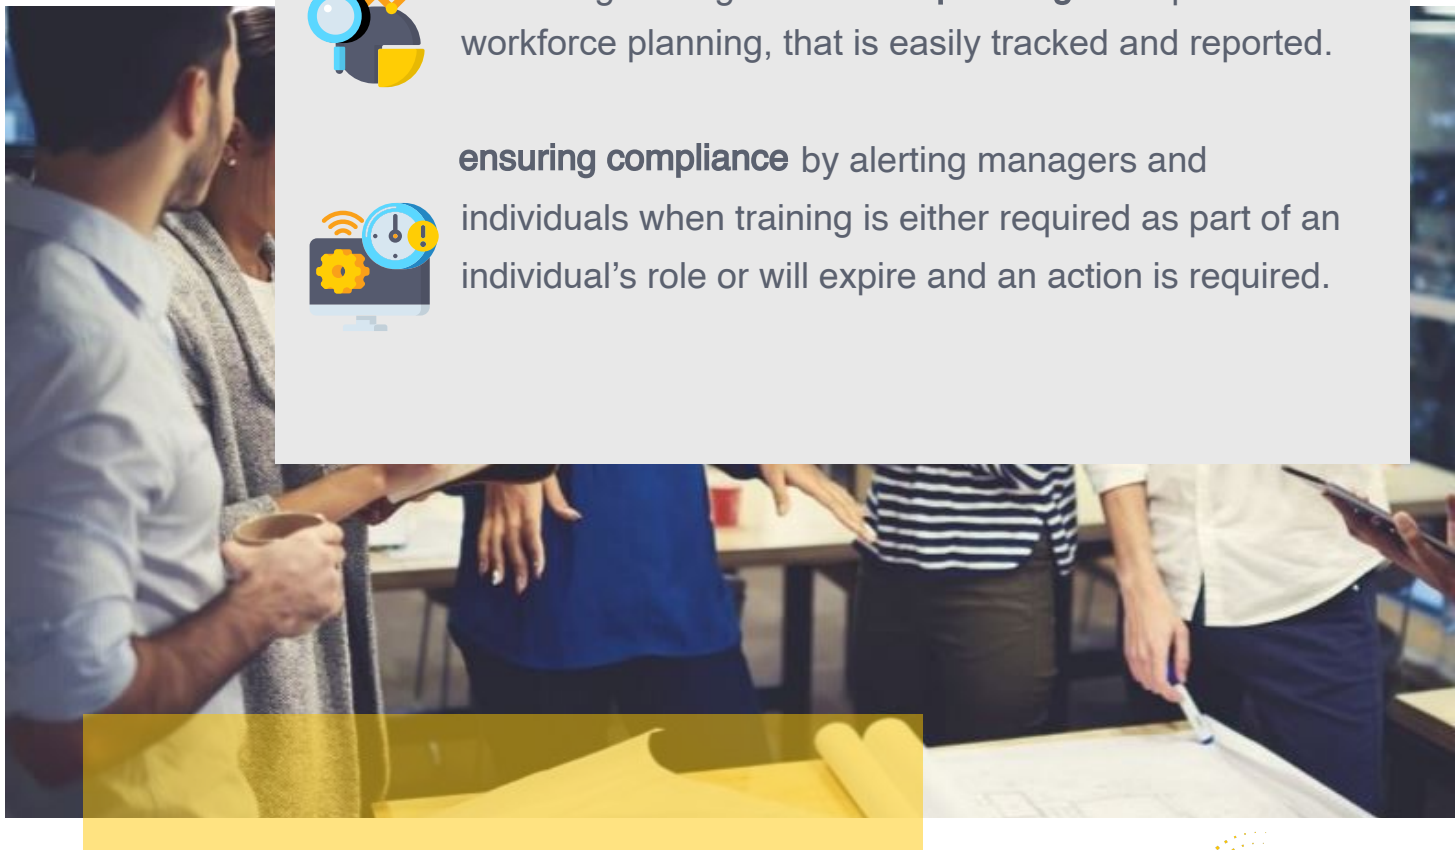 workforce planning, that is easily tracked and reported.
ensuring compliance by alerting managers and
individuals when training is either required as part of an
individual’s role or will expire and an action is required.